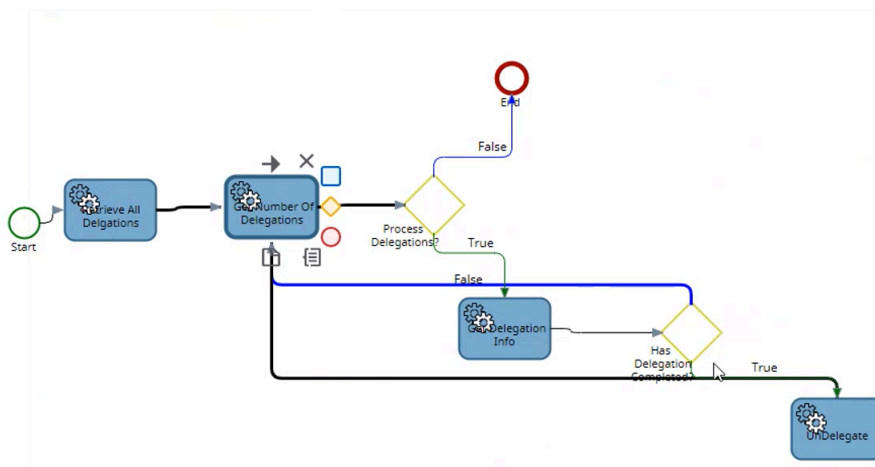 End
False
Retrieve All
Delgations
Get Number Of
Delegations
Start
Process
Delegations?
True
False
Get Delegation
Info
Has
Delegation
Completed?
True
UnDelegate